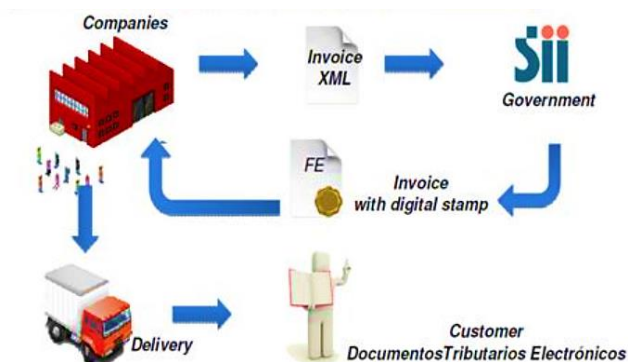 Companies
Invoice
XML
Sii
Government
FE
Invoice
with digital stamp
Delivery
Customer
DocumentosTributarios Electrónicos